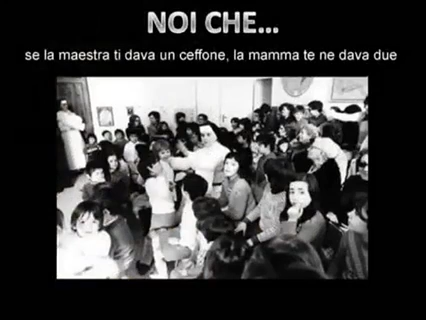 NOI CHE...
se la maestra ti dava un ceffone, la mamma te ne dava due